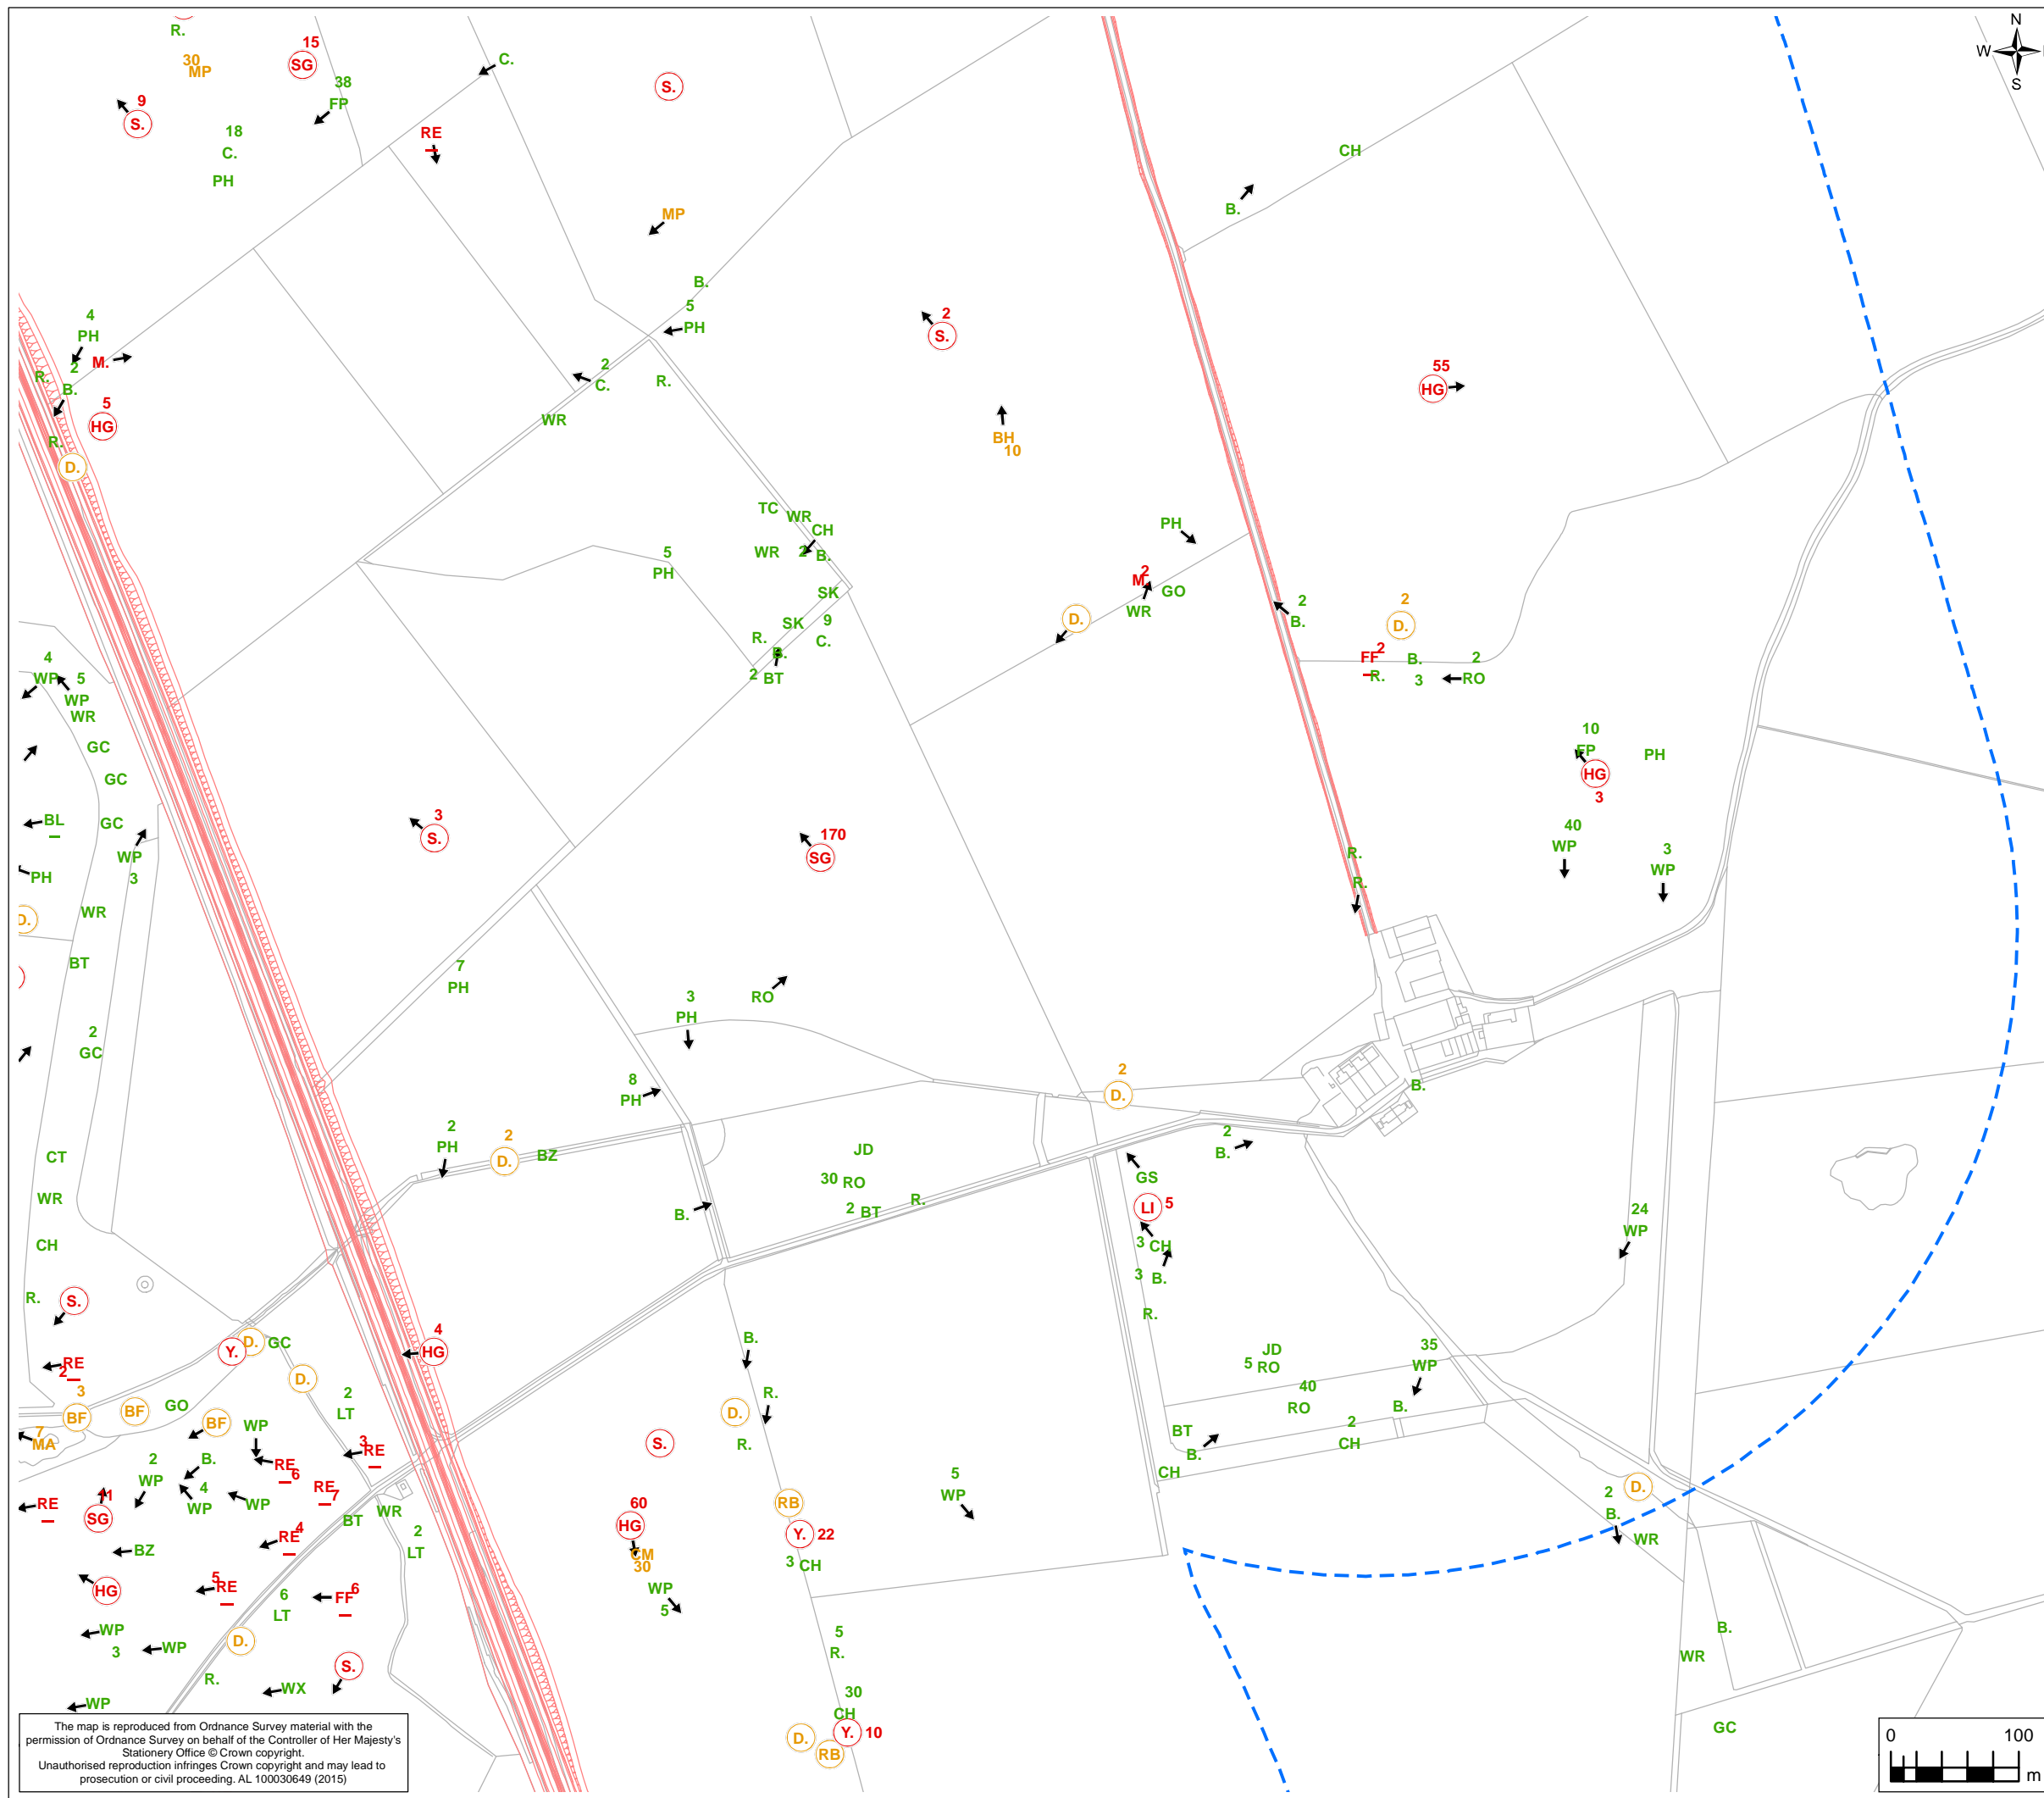 R.
15
SG
30
MP
38
FP
9
S.
18
C.
PH
C.
RE
S.
MP
B.
5
PH
CH
B.
N
W
S
4
PH
M.
R.
2
B.
5
HG
R.
D.
2
C.
R.
WR
2
S.
BH
10
55
HG
TC
WR
CH
WR
2
B.
5
PH
SK
SK
9
C.
R.
B.
2
BT
PH
2
M.
GO
WR
D.
2
B.
2
D.
FF
2
R.
B.
3
2
RO
10
FP
PH
HG
3
40
WP
3
WP
4
WP
5
WP
WR
GC
GC
BL
GC
WP
3
PH
WR
D.
BT
2
GC
3
S.
170
SG
R.
R.
7
PH
RO
3
PH
8
PH
2
D.
B.
2
PH
2
D.
BZ
JD
30
RO
2
BT
R.
B.
2
B.
GS
LI
5
3
CH
3
B.
R.
24
WP
CT
WR
CH
R.
S.
RE
2
Y.
D.
GC
D.
4
HG
3
BF
BF
GO
BF
7
MA
2
LT
WP
B.
3
RE
RE
6
RE
7
2
WP
4
WP
WP
RE
11
SG
BZ
RE
4
BT
WR
2
LT
HG
5
RE
6
LT
FF
6
WP
3
WP
D.
S.
R.
WX
WP
B.
R.
D.
R.
S.
RB
60
HG
Y.
22
CM
30
3
CH
WP
5
5
WP
5
R.
30
CH
Y.
10
D.
RB
JD
5
RO
40
RO
35
WP
B.
2
CH
BT
B.
CH
D.
2
B.
WR
B.
WR
GC
The map is reproduced from Ordnance Survey material with the
permission of Ordnance Survey on behalf of the Controller of Her Majesty's
Stationery Office © Crown copyright.
Unauthorised reproduction infringes Crown copyright and may lead to
prosecution or civil proceeding. AL 100030649 (2015)
0
100
m